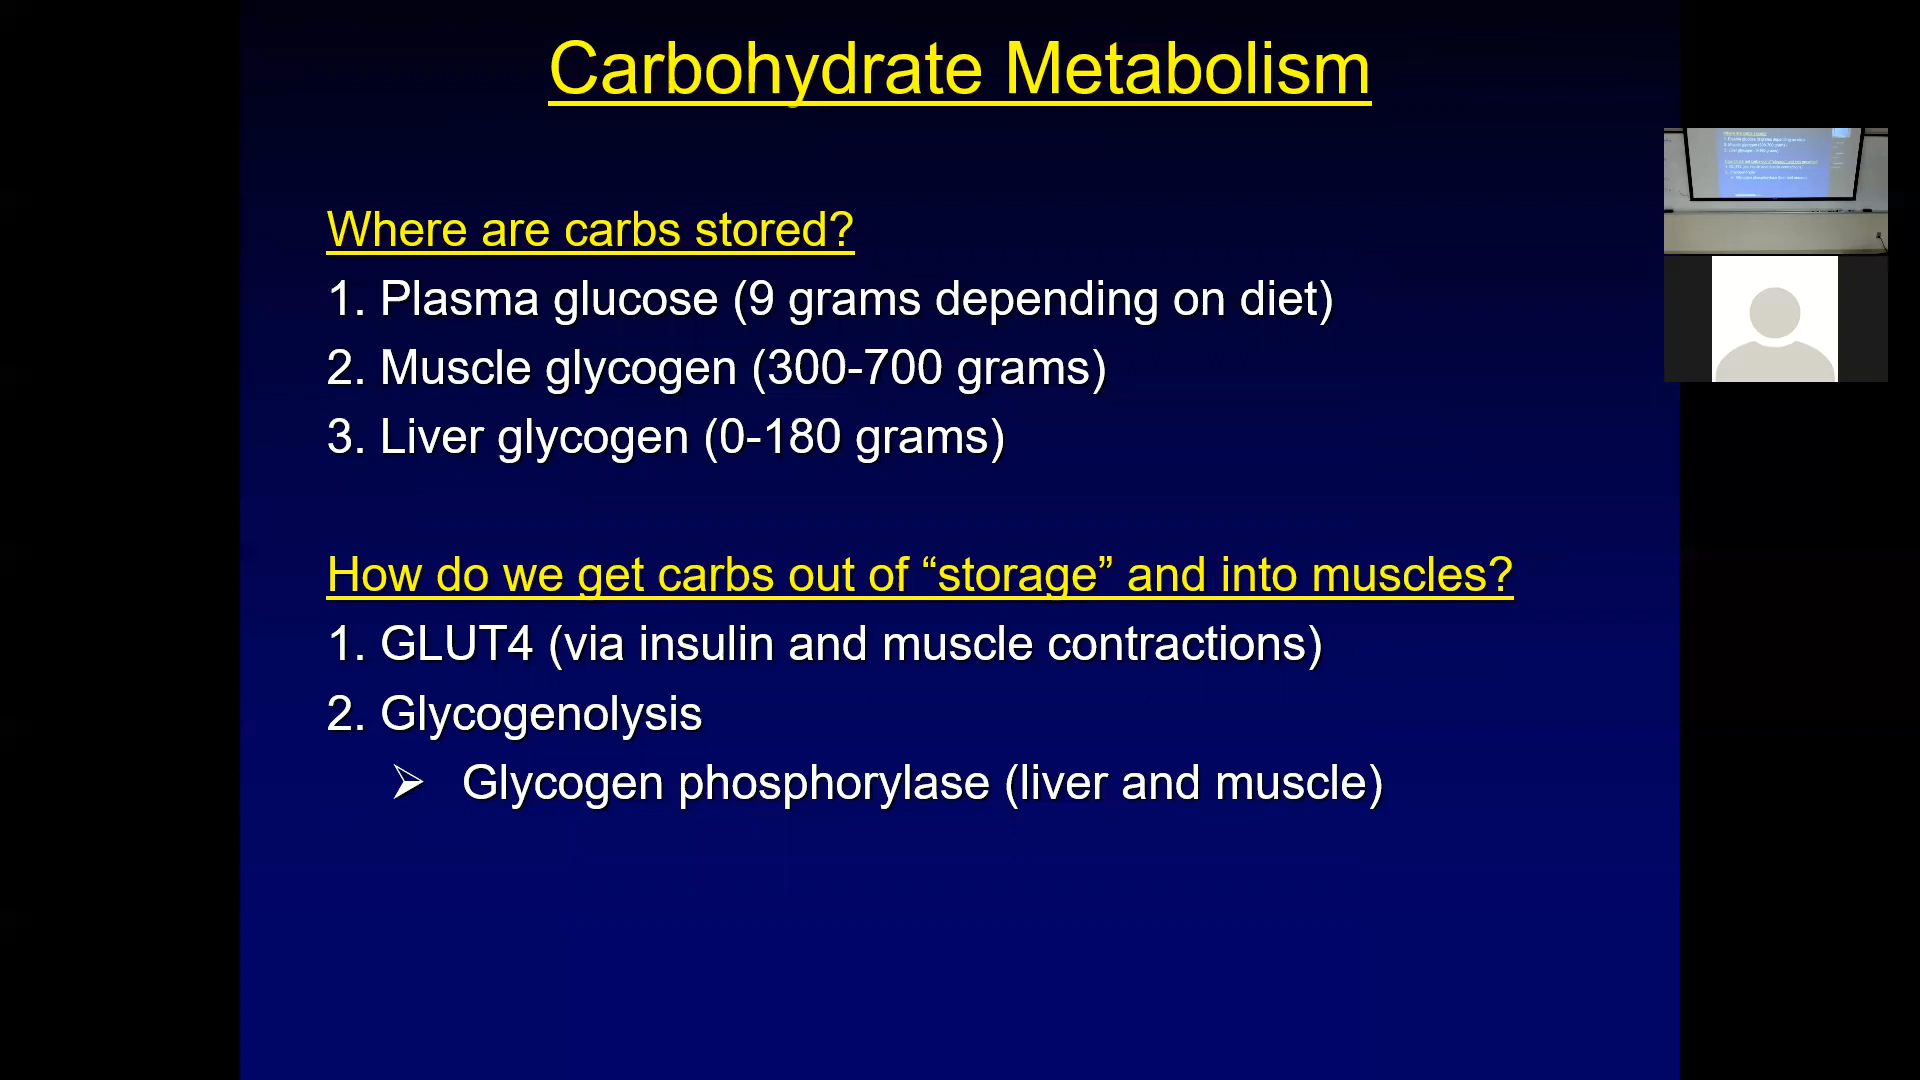 Carbohydrate Metabolism
Where are carbs stored?
1. Plasma glucose (9 grams depending on diet)
2. Muscle glycogen (300-700 grams)
3. Liver glycogen (0-180 grams)
How do we get carbs out of “storage” and into muscles?
1. GLUT4 (via insulin and muscle contractions)
2. Glycogenolysis
➢ Glycogen phosphorylase (liver and muscle)